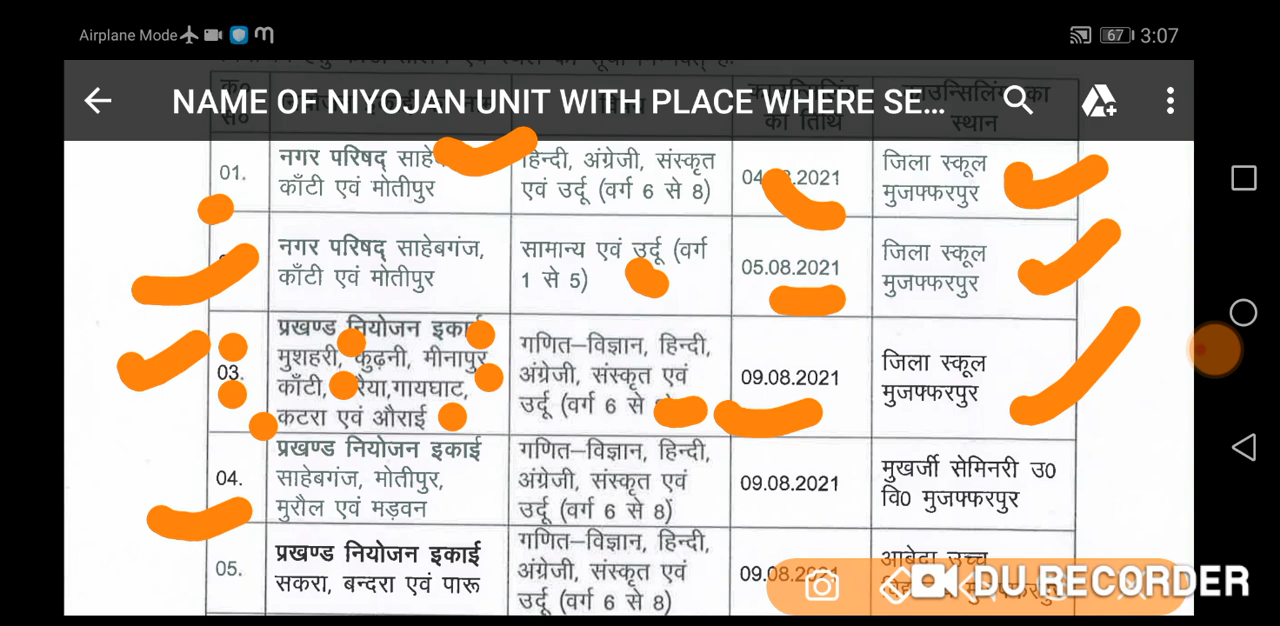 Airplane Mode
67 3:07
NAME OF NIYOJAN UNIT WITH PLACE WHERE SE...
का तिथि
स्थान
01.
नगर परिषद्
काँटी एवं मोतीपुर
हिन्दी, अंग्रेजी, संस्कृत
एवं उर्दू (वर्ग 6 से 8)
जिला स्कूल
मुजफ्फरपुर
नगर परिषद् साहेबगंज,
काँटी एवं मोतीपुर
सामान्य एवं उर्दू (वर्ग
1 से 5)
05.08.2021
जिला स्कूल
मुजफ्फरपुर
03.
प्रखण्ड नियोजन इकाई
मुशहरी, कुढ़नी, मीनापुर
काँटी, गायघाट,
कटरा एवं औराई
गणित–विज्ञान, हिन्दी,
अंग्रेजी, संस्कृत एवं
उर्दू (वर्ग 6 से
09.08.2021
जिला स्कूल
मुजफ्फरपुर
04.
प्रखण्ड नियोजन इकाई
साहेबगंज, मोतीपुर,
मुरौल एवं मड़वन
गणित–विज्ञान, हिन्दी,
अंग्रेजी, संस्कृत एवं
उर्दू (वर्ग 6 से 8)
09.08.2021
मुखर्जी सेमिनरी उ0
वि0 मुजफ्फरपुर
05.
प्रखण्ड नियोजन इकाई
सकरा, बन्दरा एवं पारू
गणित–विज्ञान, हिन्दी,
अंग्रेजी, संस्कृत एवं
उर्दू (वर्ग 6 से 8)
09.08.2021
आबेदा उच्च
DU RECORDER